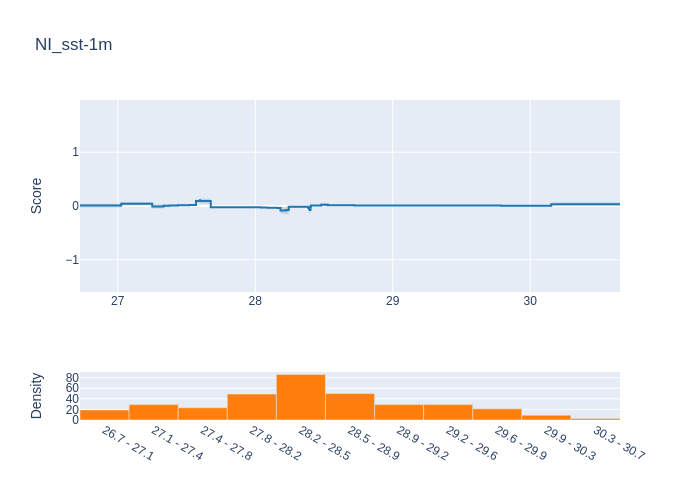 NI_sst-1m
Score
1
0
−1
27 28 29 30
Density
80
60
40
20
0
26.7 - 27.1
27.1 - 27.4
27.4 - 27.8
27.8 - 28.2
28.2 - 28.5
28.5 - 28.9
28.9 - 29.2
29.2 - 29.6
29.6 - 29.9
29.9 - 30.3
30.3 - 30.7